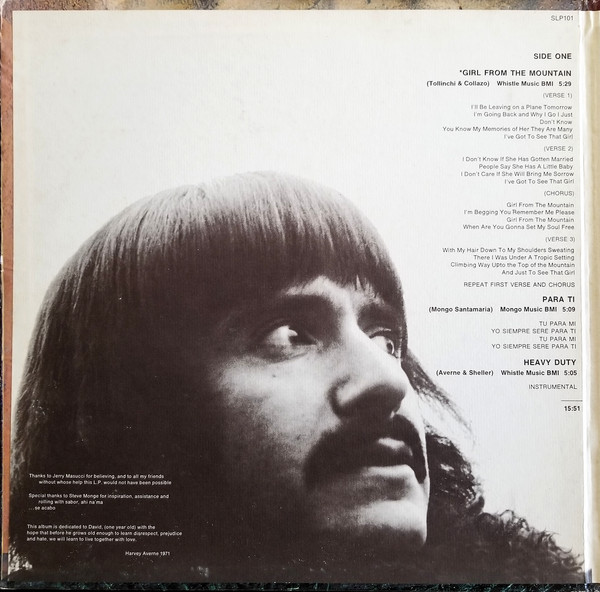 SLP101
SIDE ONE
*GIRL FROM THE MOUNTAIN
(Tollinchi & Collazo) Whistle Music BMI 5:29
(VERSE 1)
I'll Be Leaving on a Plane Tomorrow
I'm Going Back and Why I Go I Just
Don't Know
You Know My Memories of Her They Are Many
I've Got To See That Girl
(VERSE 2)
I Don't Know If She Has Gotten Married
People Say She Has A Little Baby
I Don't Care If She Will Bring Me Sorrow
I've Got To See That Girl
(CHORUS)
Girl From The Mountain
I'm Begging You Remember Me Please
Girl From The Mountain
When Are You Gonna Set My Soul Free
(VERSE 3)
With My Hair Down To My Shoulders Sweating
There I Was Under A Tropic Setting
Climbing Way Upto the Top of the Mountain
And Just To See That Girl
REPEAT FIRST VERSE AND CHORUS
PARA TI
(Mongo Santamaria) Mongo Music BMI 5:09
TU PARA MI
YO SIEMPRE SERE PARA TI
TU PARA MI
YO SIEMPRE SERE PARA TI
HEAVY DUTY
(Averne & Sheller) Whistle Music BMI 5:05
INSTRUMENTAL
15:51
Thanks to Jerry Masucci for believing, and to all my friends
without whose help this L.P. would not have been possible
Special thanks to Steve Monge for inspiration, assistance and
rolling with sabor, ahi na'ma
... se acabo
This album is dedicated to David, (one year old) with the
hope that before he grows old enough to learn disrespect, prejudice
and hate, we will learn to live together with love.
Harvey Averne 1971